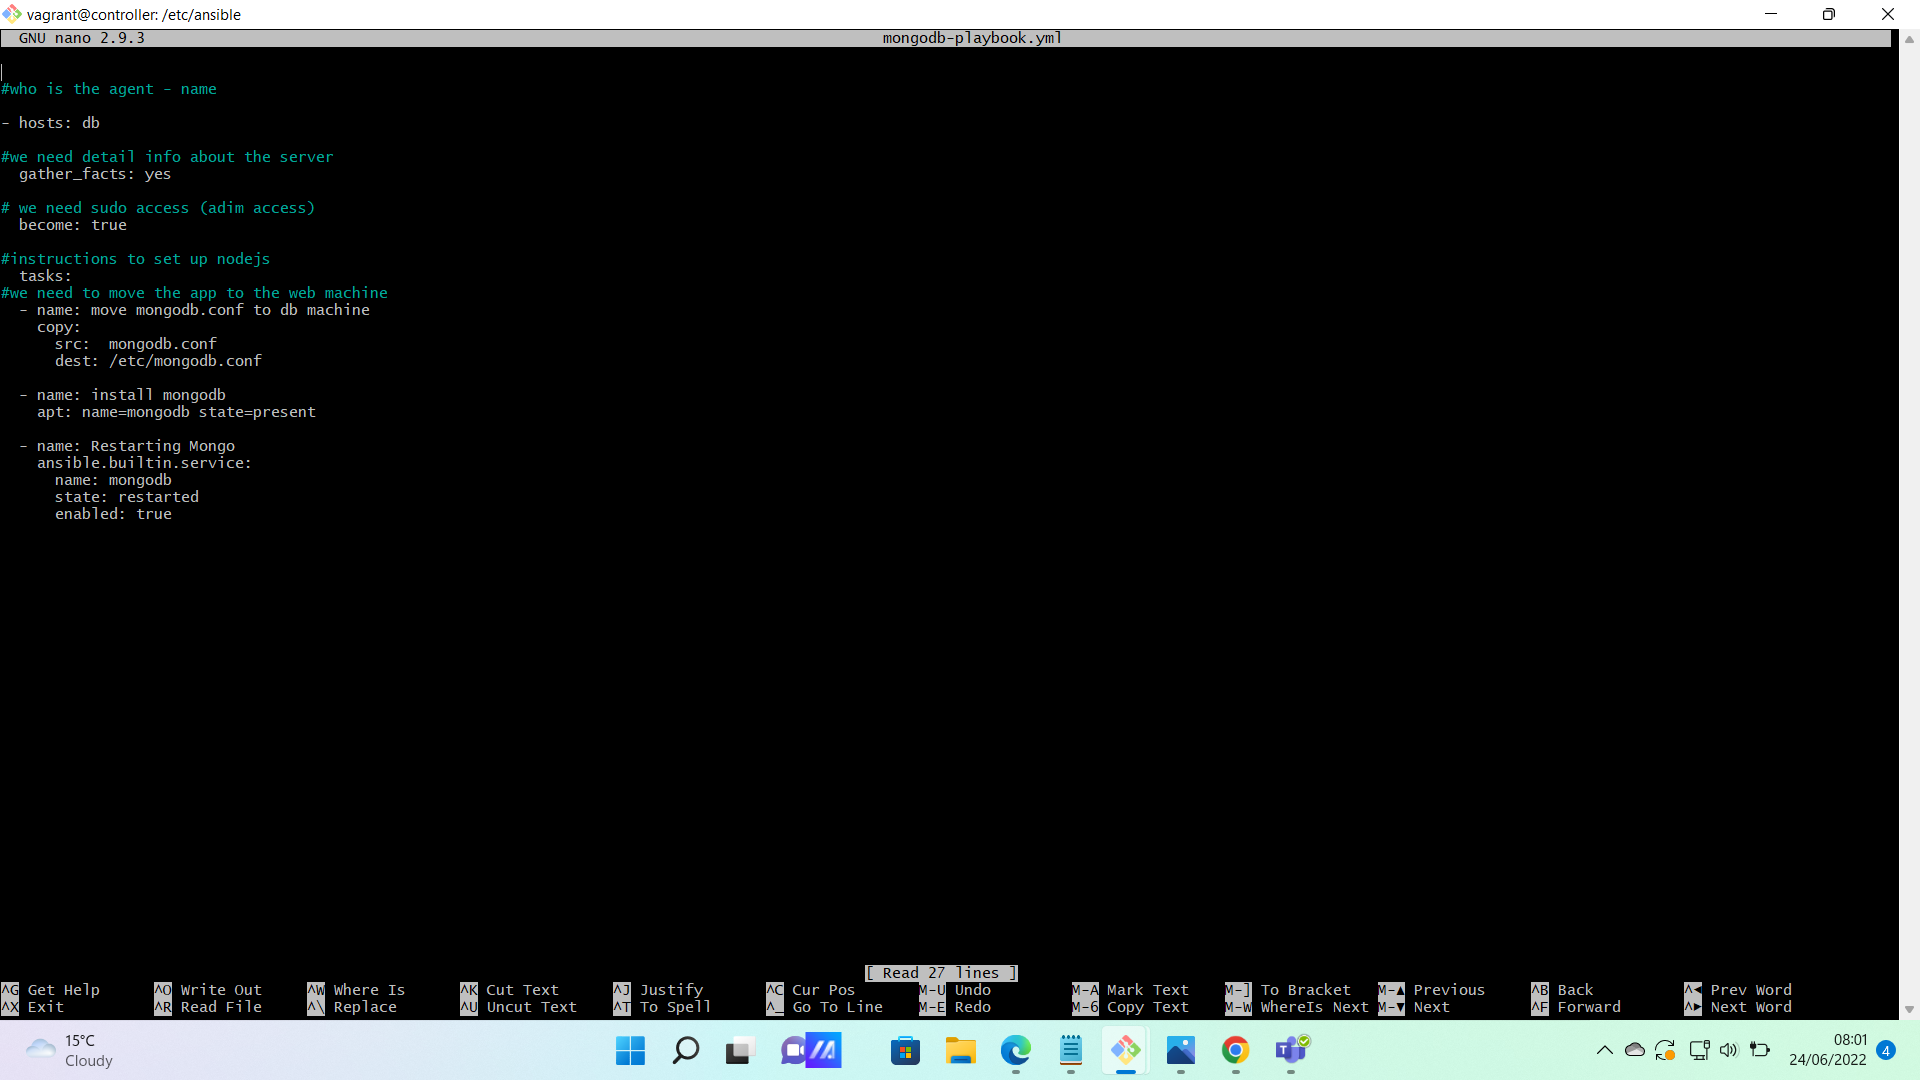 vagrant@controller: /etc/ansible
GNU nano 2.9.3 mongodb-playbook.yml
#who is the agent - name
- hosts: db
#we need detail info about the server
gather_facts: yes
# we need sudo access (adim access)
become: true
#instructions to set up nodejs
tasks:
#we need to move the app to the web machine
- name: move mongodb.conf to db machine
copy:
src:  mongodb.conf
dest: /etc/mongodb.conf
- name: install mongodb
apt: name=mongodb state=present
- name: Restarting Mongo
ansible.builtin.service:
name: mongodb
state: restarted
enabled: true
[ Read 27 lines ]
^G Get Help ^O Write Out ^W Where Is ^K Cut Text ^J Justify ^C Cur Pos M-U Undo M-A Mark Text M-] To Bracket M-▲ Previous ^B Back ^◄ Prev Word
^X Exit ^R Read File ^\ Replace ^U Uncut Text ^T To Spell ^_ Go To Line M-E Redo M-6 Copy Text M-W WhereIs Next M-▼ Next ^F Forward ^► Next Word
15°C
Cloudy
08:01
24/06/2022
4